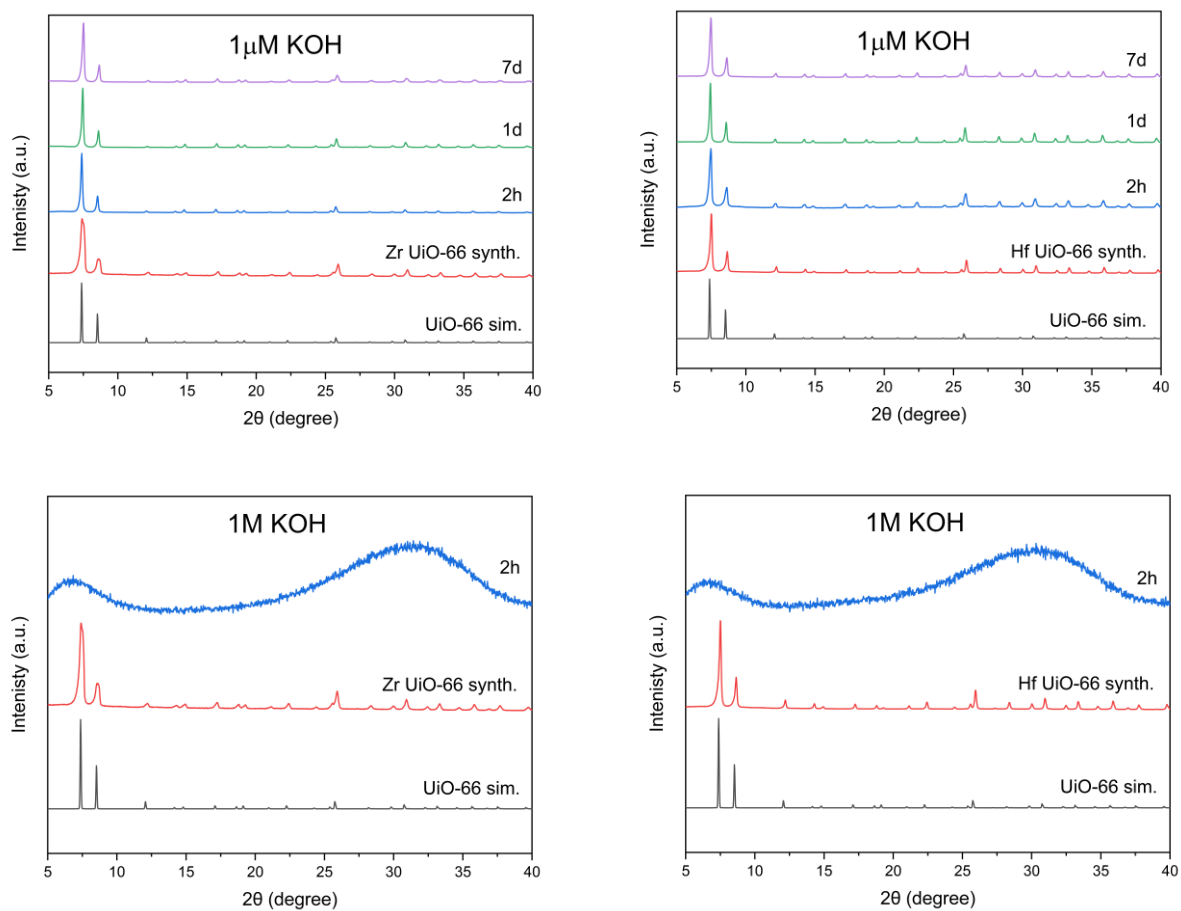 1μM KOH
7d
1d
2h
Zr UiO-66 synth.
UiO-66 sim.
Intenisty (a.u.)
5 10 15 20 25 30 35 40
2θ (degree)
1μM KOH
7d
1d
2h
Hf UiO-66 synth.
UiO-66 sim.
Intenisty (a.u.)
5 10 15 20 25 30 35 40
2θ (degree)
1M KOH
2h
Zr UiO-66 synth.
UiO-66 sim.
Intenisty (a.u.)
5 10 15 20 25 30 35 40
2θ (degree)
1M KOH
2h
Hf UiO-66 synth.
UiO-66 sim.
Intenisty (a.u.)
5 10 15 20 25 30 35 40
2θ (degree)